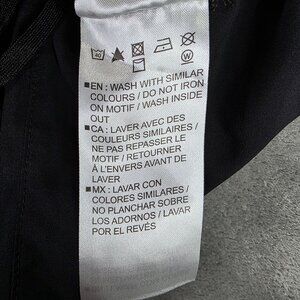 ■EN : WASH WITH SIMILAR
COLOURS / DO NOT IRON
ON MOTIF / WASH INSIDE
OUT
■CA : LAVER AVEC DES
COULEURS SIMILAIRES /
NE PAS REPASSER LE
MOTIF / RETOURNER
À L'ENVERS AVANT DE
LAVER
■MX : LAVAR CON
COLORES SIMILARES /
NO PLANCHAR SOBRE
LOS ADORNOS / LAVAR
POR EL REVÉS